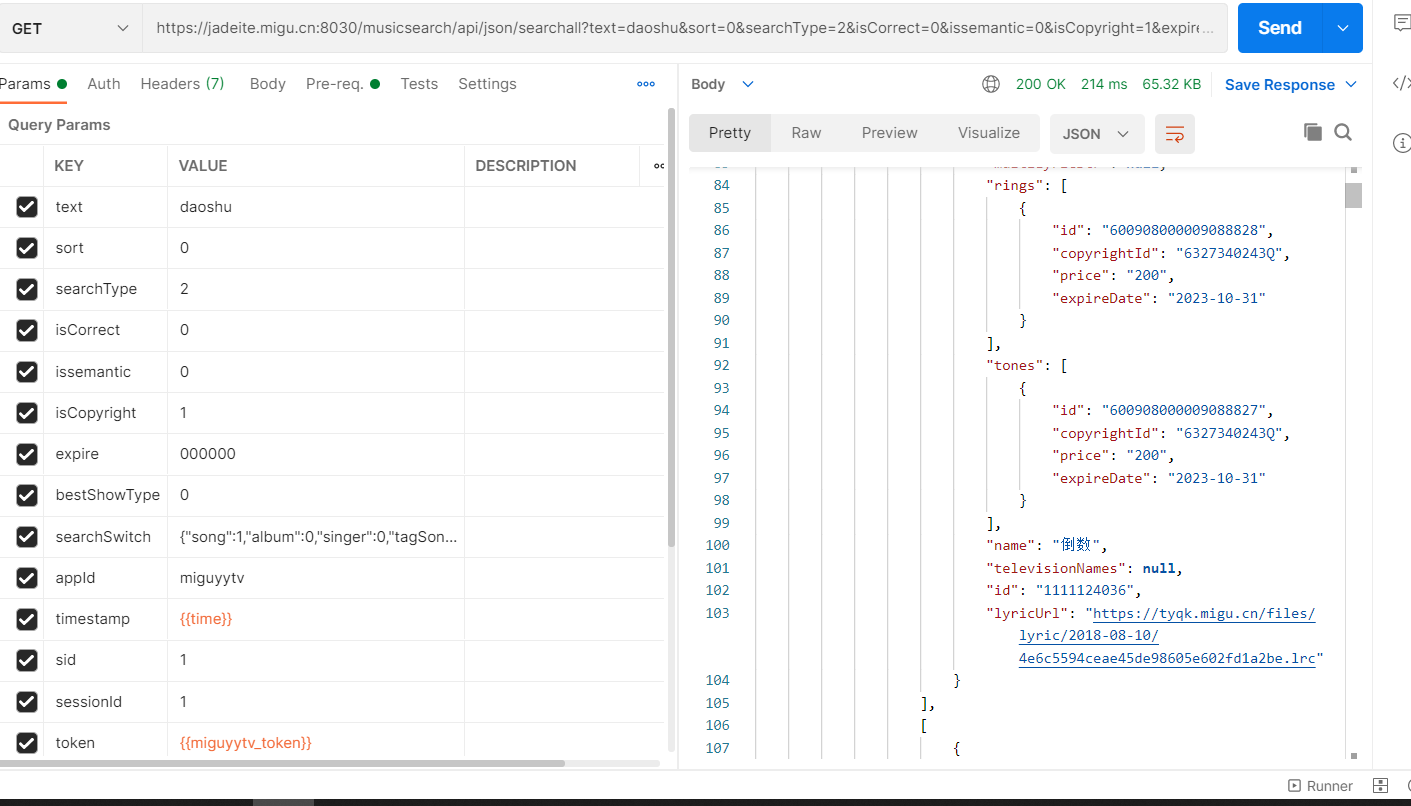 GET
https://jadeite.migu.cn:8030/musicsearch/api/json/searchall?text=daoshu&sort=0&searchType=2&isCorrect=0&issemantic=0&isCopyright=1&expire...
Send
Params Auth Headers (7) Body Pre-req. Tests Settings
Body 200 OK 214 ms 65.32 KB Save Response
Query Params
Pretty Raw Preview Visualize JSON
KEY VALUE DESCRIPTION
text daoshu
sort 0
searchType 2
isCorrect 0
issemantic 0
isCopyright 1
expire 000000
bestShowType 0
searchSwitch {"song":1,"album":0,"singer":0,"tagSon...
appId miguyytv
timestamp {{time}}
sid 1
sessionId 1
token {{miguyytv_token}}
84 "rings": [
85 {
86 "id": "600908000009088828",
87 "copyrightId": "6327340243Q",
88 "price": "200",
89 "expireDate": "2023-10-31"
90 }
91 ],
92 "tones": [
93 {
94 "id": "600908000009088827",
95 "copyrightId": "6327340243Q",
96 "price": "200",
97 "expireDate": "2023-10-31"
98 }
99 ],
100 "name": "倒数",
101 "televisionNames": null,
102 "id": "1111124036",
103 "lyricUrl": "https://tyqk.migu.cn/files/
lyric/2018-08-10/
4e6c5594ceae45de98605e602fd1a2be.lrc"
104 }
105 ],
106 [
107 {
Runner